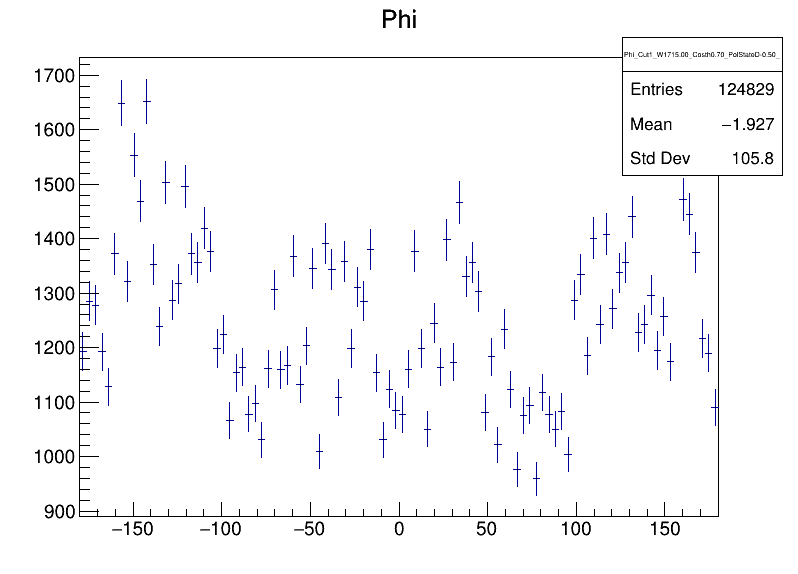 Phi
Phi_Cut1_W1715.00_Costh0.70_PolStateD-0.50_
Entries 124829
Mean −1.927
Std Dev 105.8
1700
1600
1500
1400
1300
1200
1100
1000
900
−150 −100 −50 0 50 100 150